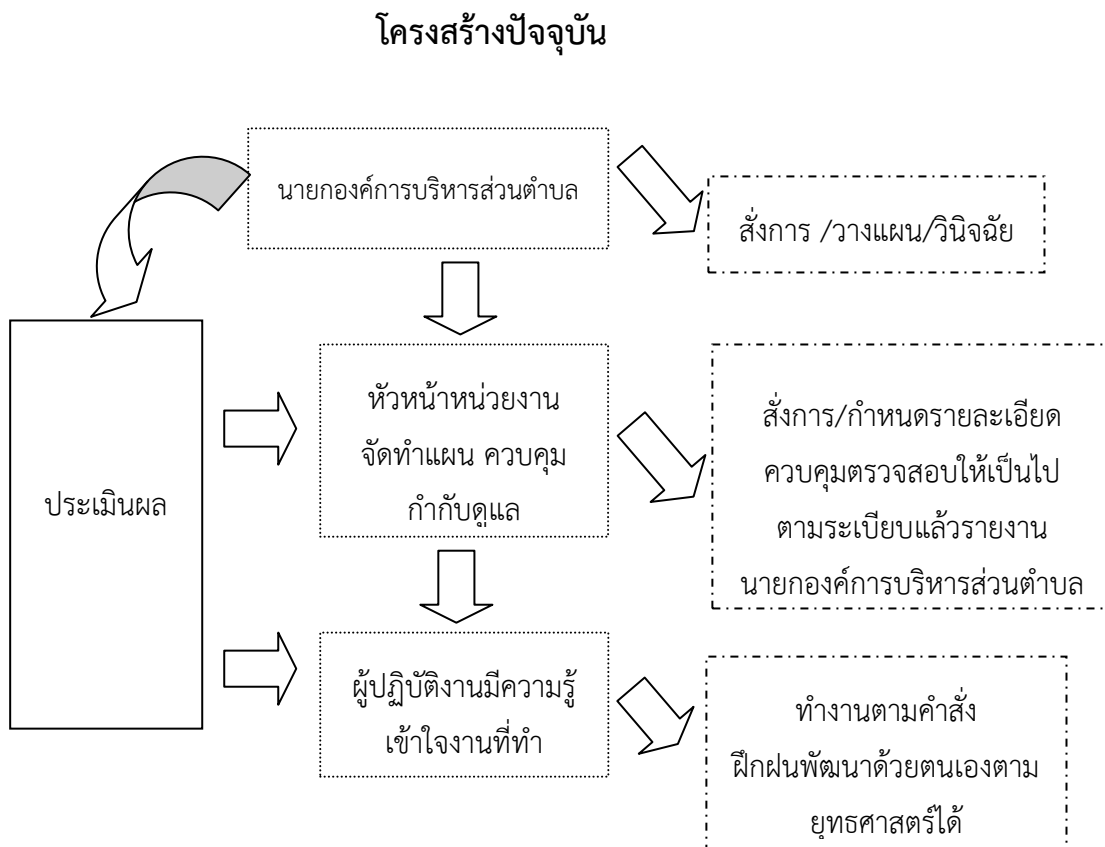 โครงสร้างปัจจุบัน
นายกองค์การบริหารส่วนตำบล
สั่งการ /วางแผน/วินิจฉัย
ประเมินผล
หัวหน้าหน่วยงาน
จัดทำแผน ควบคุม
กำกับดูแล
สั่งการ/กำหนดรายละเอียด
ควบคุมตรวจสอบให้เป็นไป
ตามระเบียบแล้วรายงาน
นายกองค์การบริหารส่วนตำบล
ผู้ปฏิบัติงานมีความรู้
เข้าใจงานที่ทำ
ทำงานตามคำสั่ง
ฝึกฝนพัฒนาด้วยตนเองตาม
ยุทธศาสตร์ได้